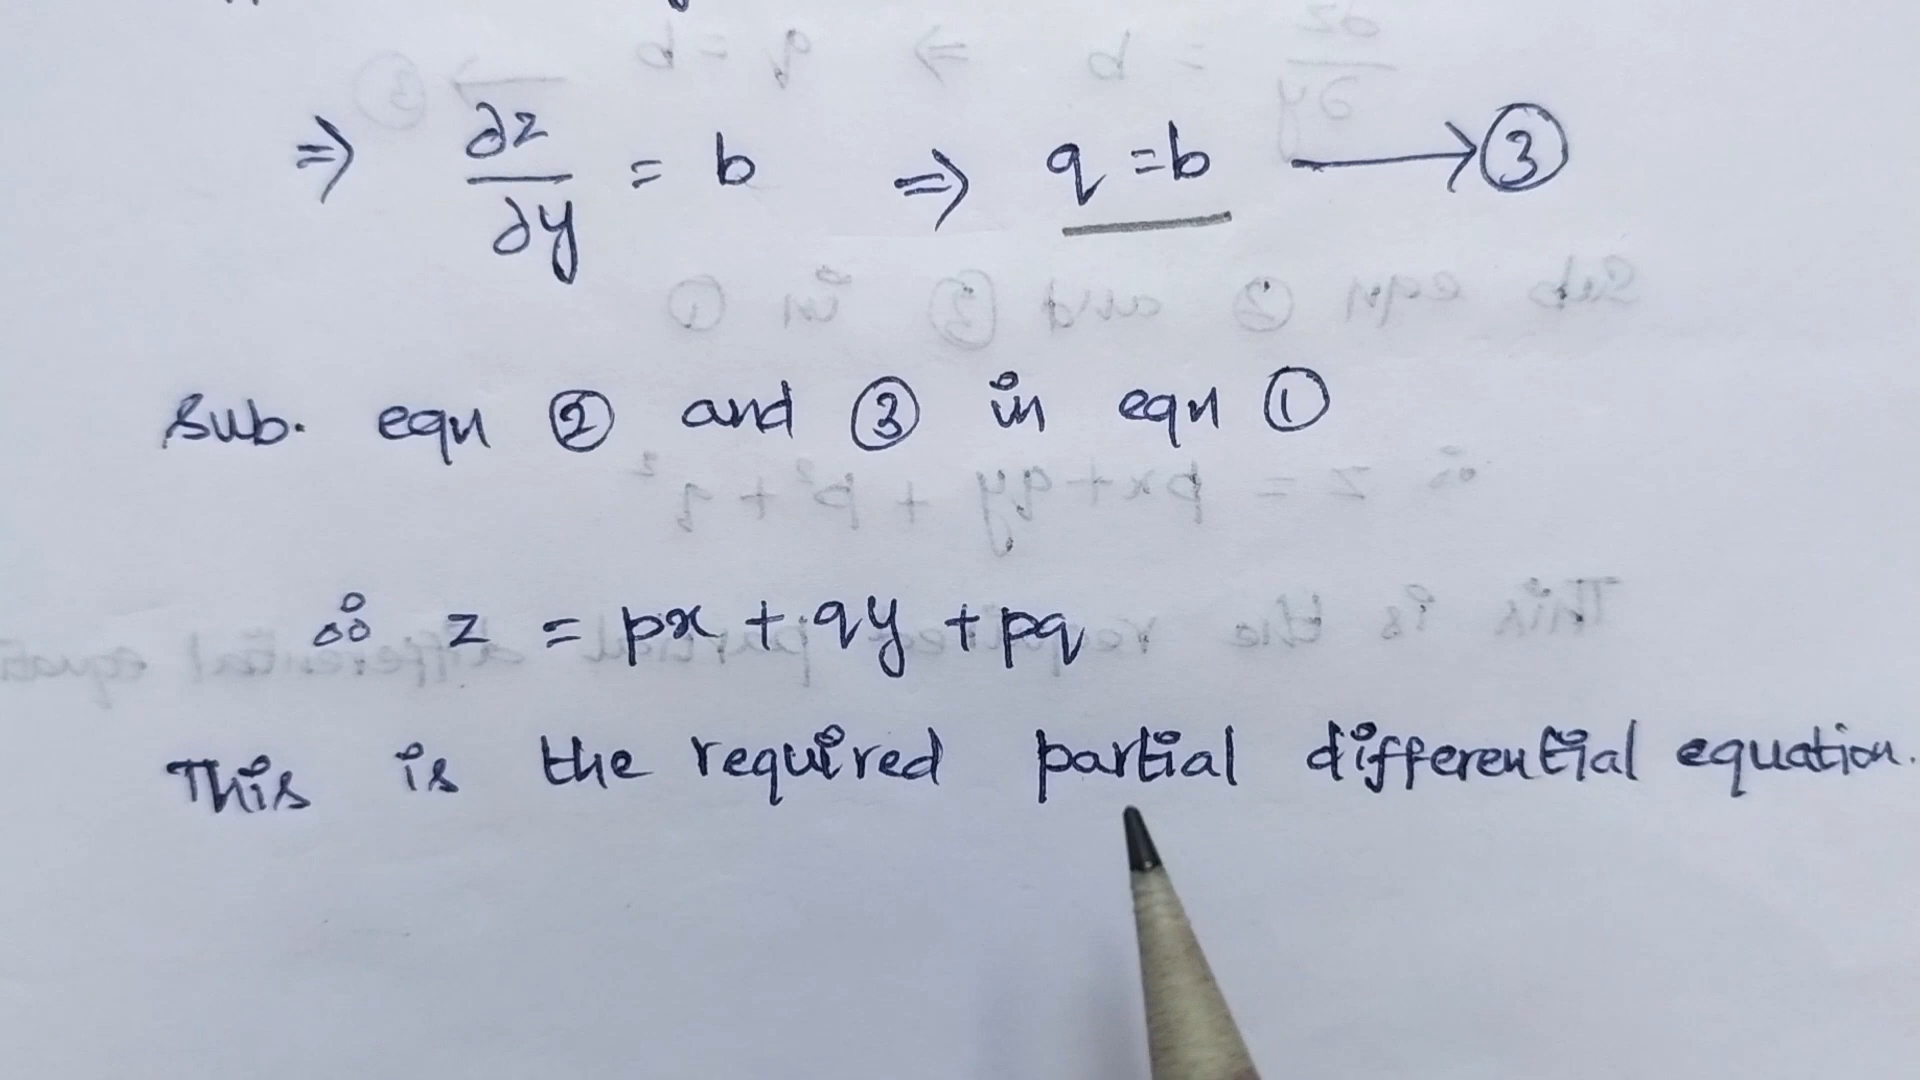 ⇒ ∂z/∂y = b ⇒ q = b ⟶ ③
Sub. eqn ② and ③ in eqn ①
∴ z = px + qy + pq
This is the required partial differential equation.